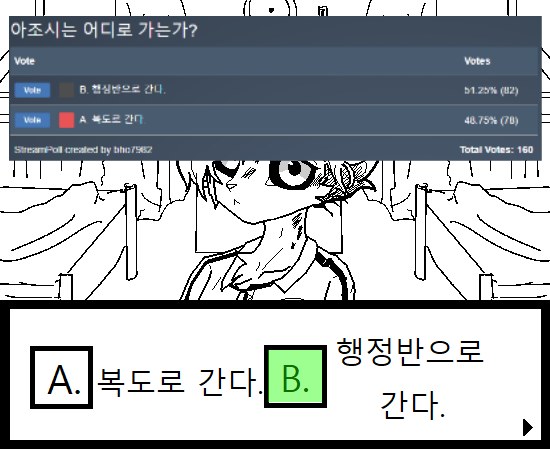 아조시는 어디로 가는가?
Vote Votes
Vote B. 행정반으로 간다. 51.25% (82)
Vote A. 복도로 간다. 48.75% (78)
StreamPoll created by bho7982 Total Votes: 160
A. 복도로 간다. B. 행정반으로
간다.